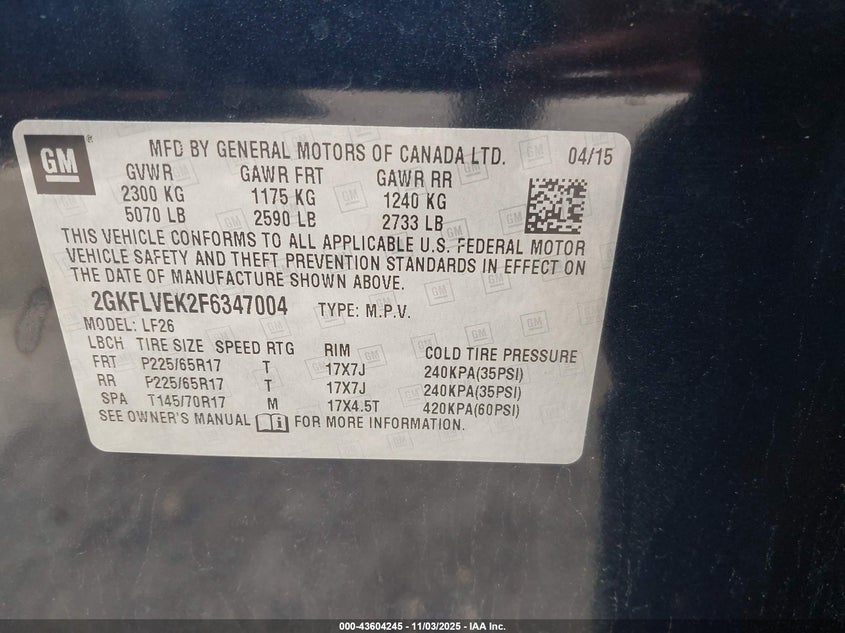 GM ®
MFD BY GENERAL MOTORS OF CANADA LTD. 04/15
GVWR GAWR FRT GAWR RR
2300 KG 1175 KG 1240 KG
5070 LB 2590 LB 2733 LB
THIS VEHICLE CONFORMS TO ALL APPLICABLE U.S. FEDERAL MOTOR
VEHICLE SAFETY AND THEFT PREVENTION STANDARDS IN EFFECT ON
THE DATE OF MANUFACTURE SHOWN ABOVE.
2GKFLVEK2F6347004 TYPE: M.P.V.
MODEL: LF26
LBCH TIRE SIZE SPEED RTG RIM COLD TIRE PRESSURE
FRT P225/65R17 T 17X7J 240KPA(35PSI)
RR P225/65R17 T 17X7J 240KPA(35PSI)
SPA T145/70R17 M 17X4.5T 420KPA(60PSI)
SEE OWNER'S MANUAL FOR MORE INFORMATION.
000-43604245 - 11/03/2025 - IAA Inc.